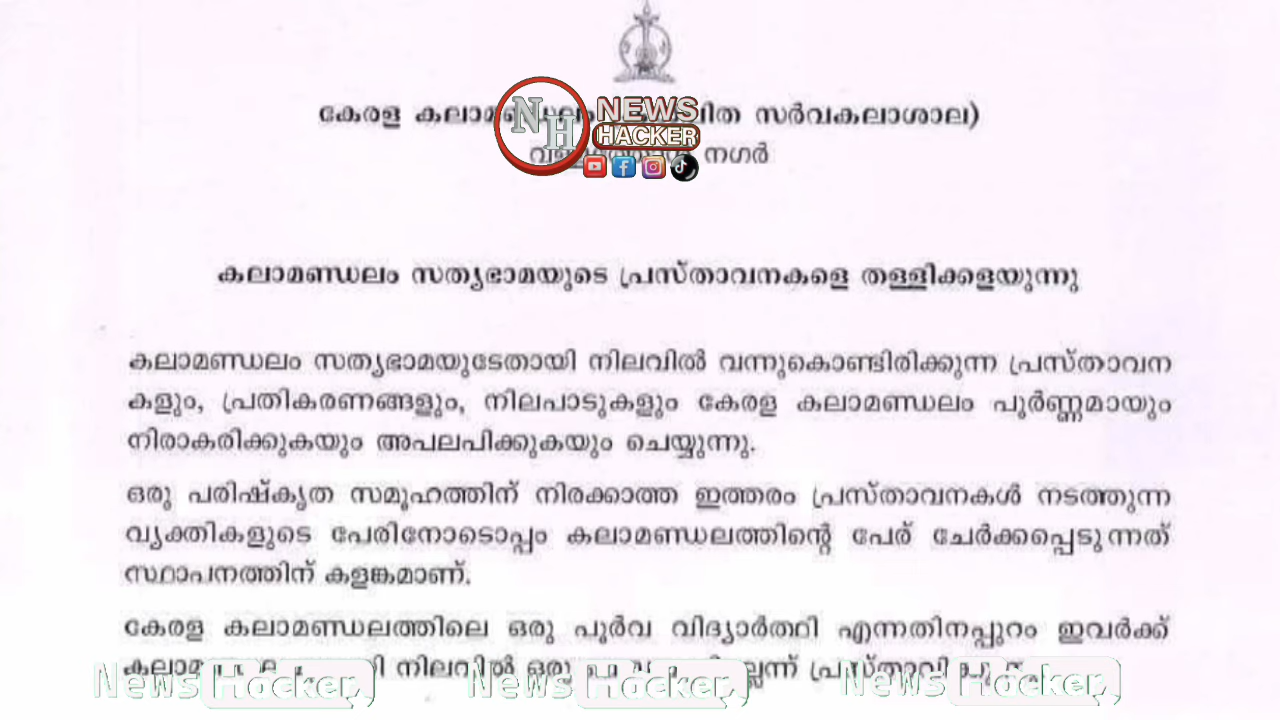 കേരള കലാമണ്ഡലം സർവകലാശാല)
NH NEWS
HACKER
നഗർ
കലാമണ്ഡലം സത്യഭാമയുടെ പ്രസ്താവനകളെ തള്ളിക്കളയുന്നു
കലാമണ്ഡലം സത്യഭാമയുടേതായി നിലവിൽ വന്നുകൊണ്ടിരിക്കുന്ന പ്രസ്താവന
കളും, പ്രതികരണങ്ങളും, നിലപാടുകളും കേരള കലാമണ്ഡലം പൂർണ്ണമായും
നിരാകരിക്കുകയും അപലപിക്കുകയും ചെയ്യുന്നു.
ഒരു പരിഷ്കൃത സമൂഹത്തിന് നിരക്കാത്ത ഇത്തരം പ്രസ്താവനകൾ നടത്തുന്ന
വ്യക്തികളുടെ പേരിനോടൊപ്പം കലാമണ്ഡലത്തിന്റെ പേര് ചേർക്കപ്പെടുന്നത്
സ്ഥാപനത്തിന് കളങ്കമാണ്.
കേരള കലാമണ്ഡലത്തിലെ ഒരു പൂർവ വിദ്യാർത്ഥി എന്നതിനപ്പുറം ഇവർക്ക്
നിലവിൽ ഒരു
News Hacker, News Hacker, News Hacker,